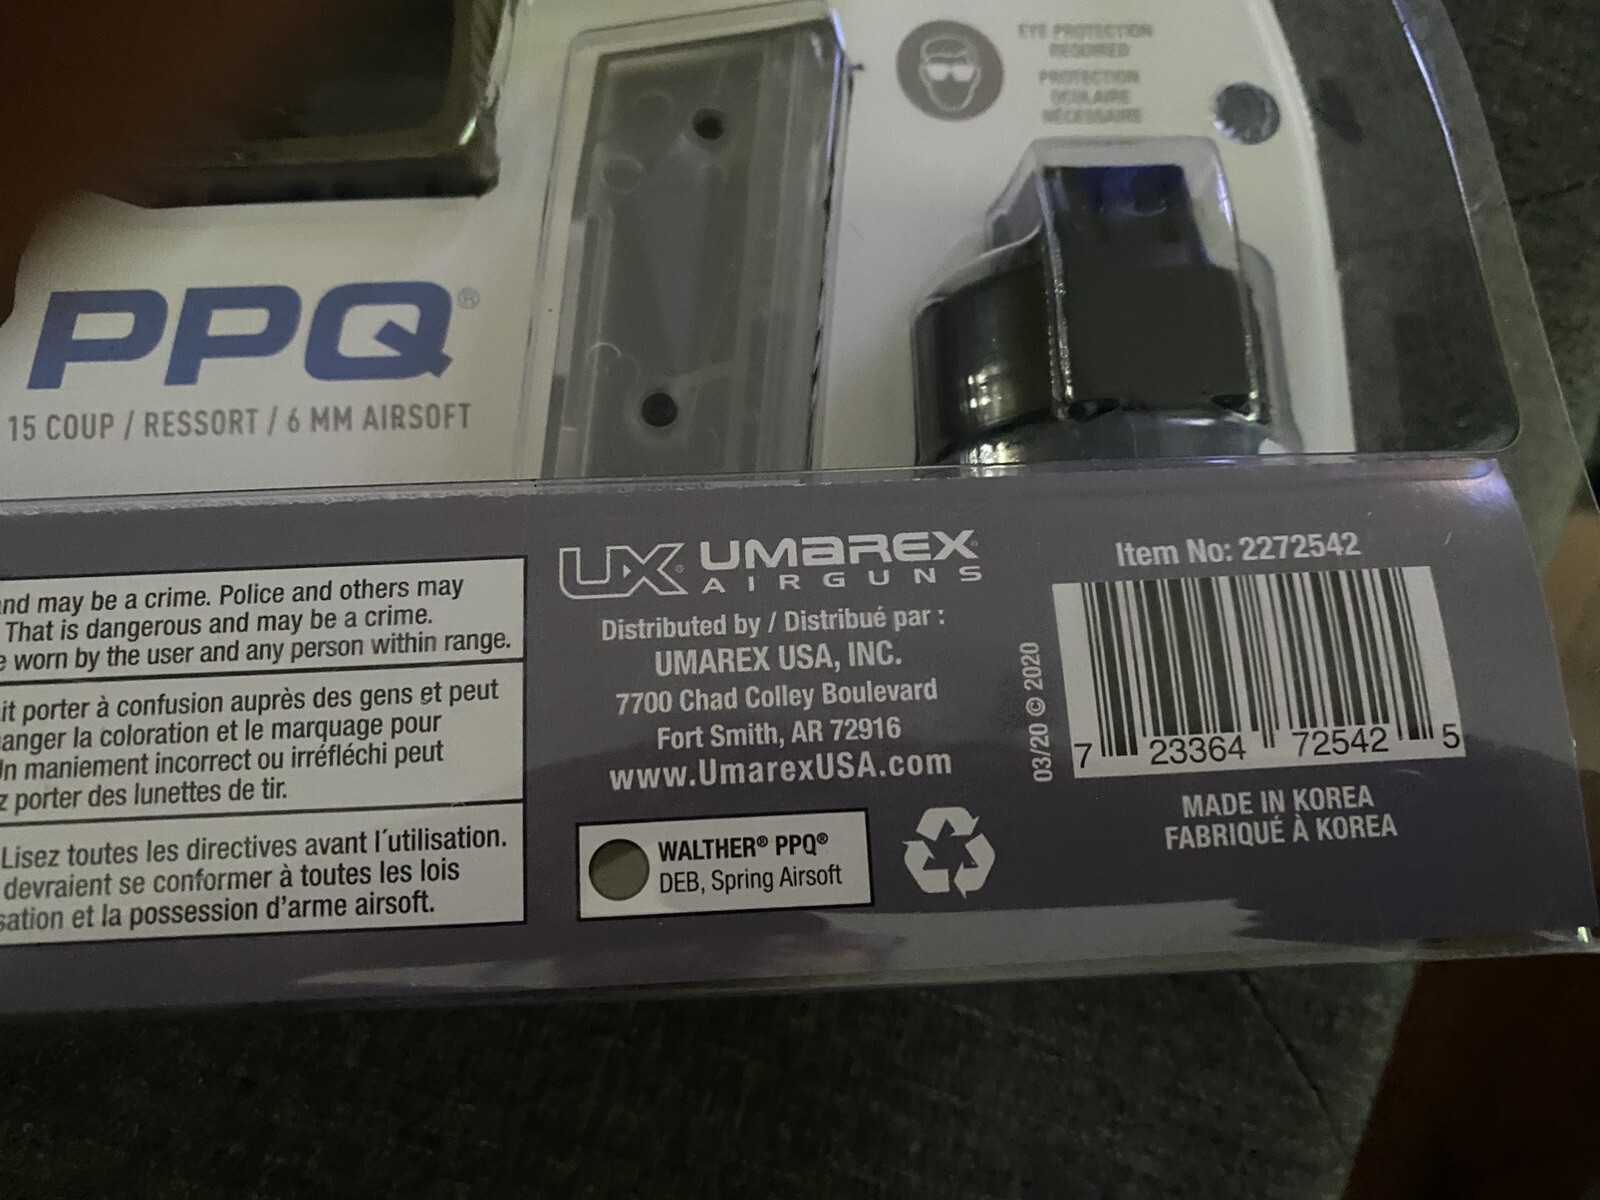 EYE PROTECTION
REQUIRED
PROTECTION
OCULAIRE
NÉCESSAIRE
PPQ®
15 COUP / RESSORT / 6 MM AIRSOFT
and may be a crime. Police and others may
That is dangerous and may be a crime.
worn by the user and any person within range.
porter à confusion auprès des gens et peut
la coloration et le marquage pour
Un maniement incorrect ou irréfléchi peut
porter des lunettes de tir.
Lisez toutes les directives avant l´utilisation.
devraient se conformer à toutes les lois
et la possession d'arme airsoft.
UX® UMAREX®
AIRGUNS
Distributed by / Distribué par :
UMAREX USA, INC.
7700 Chad Colley Boulevard
Fort Smith, AR 72916
www.UmarexUSA.com
WALTHER® PPQ®
DEB, Spring Airsoft
03/20 © 2020
Item No: 2272542
7 23364 72542 5
MADE IN KOREA
FABRIQUÉ À KOREA